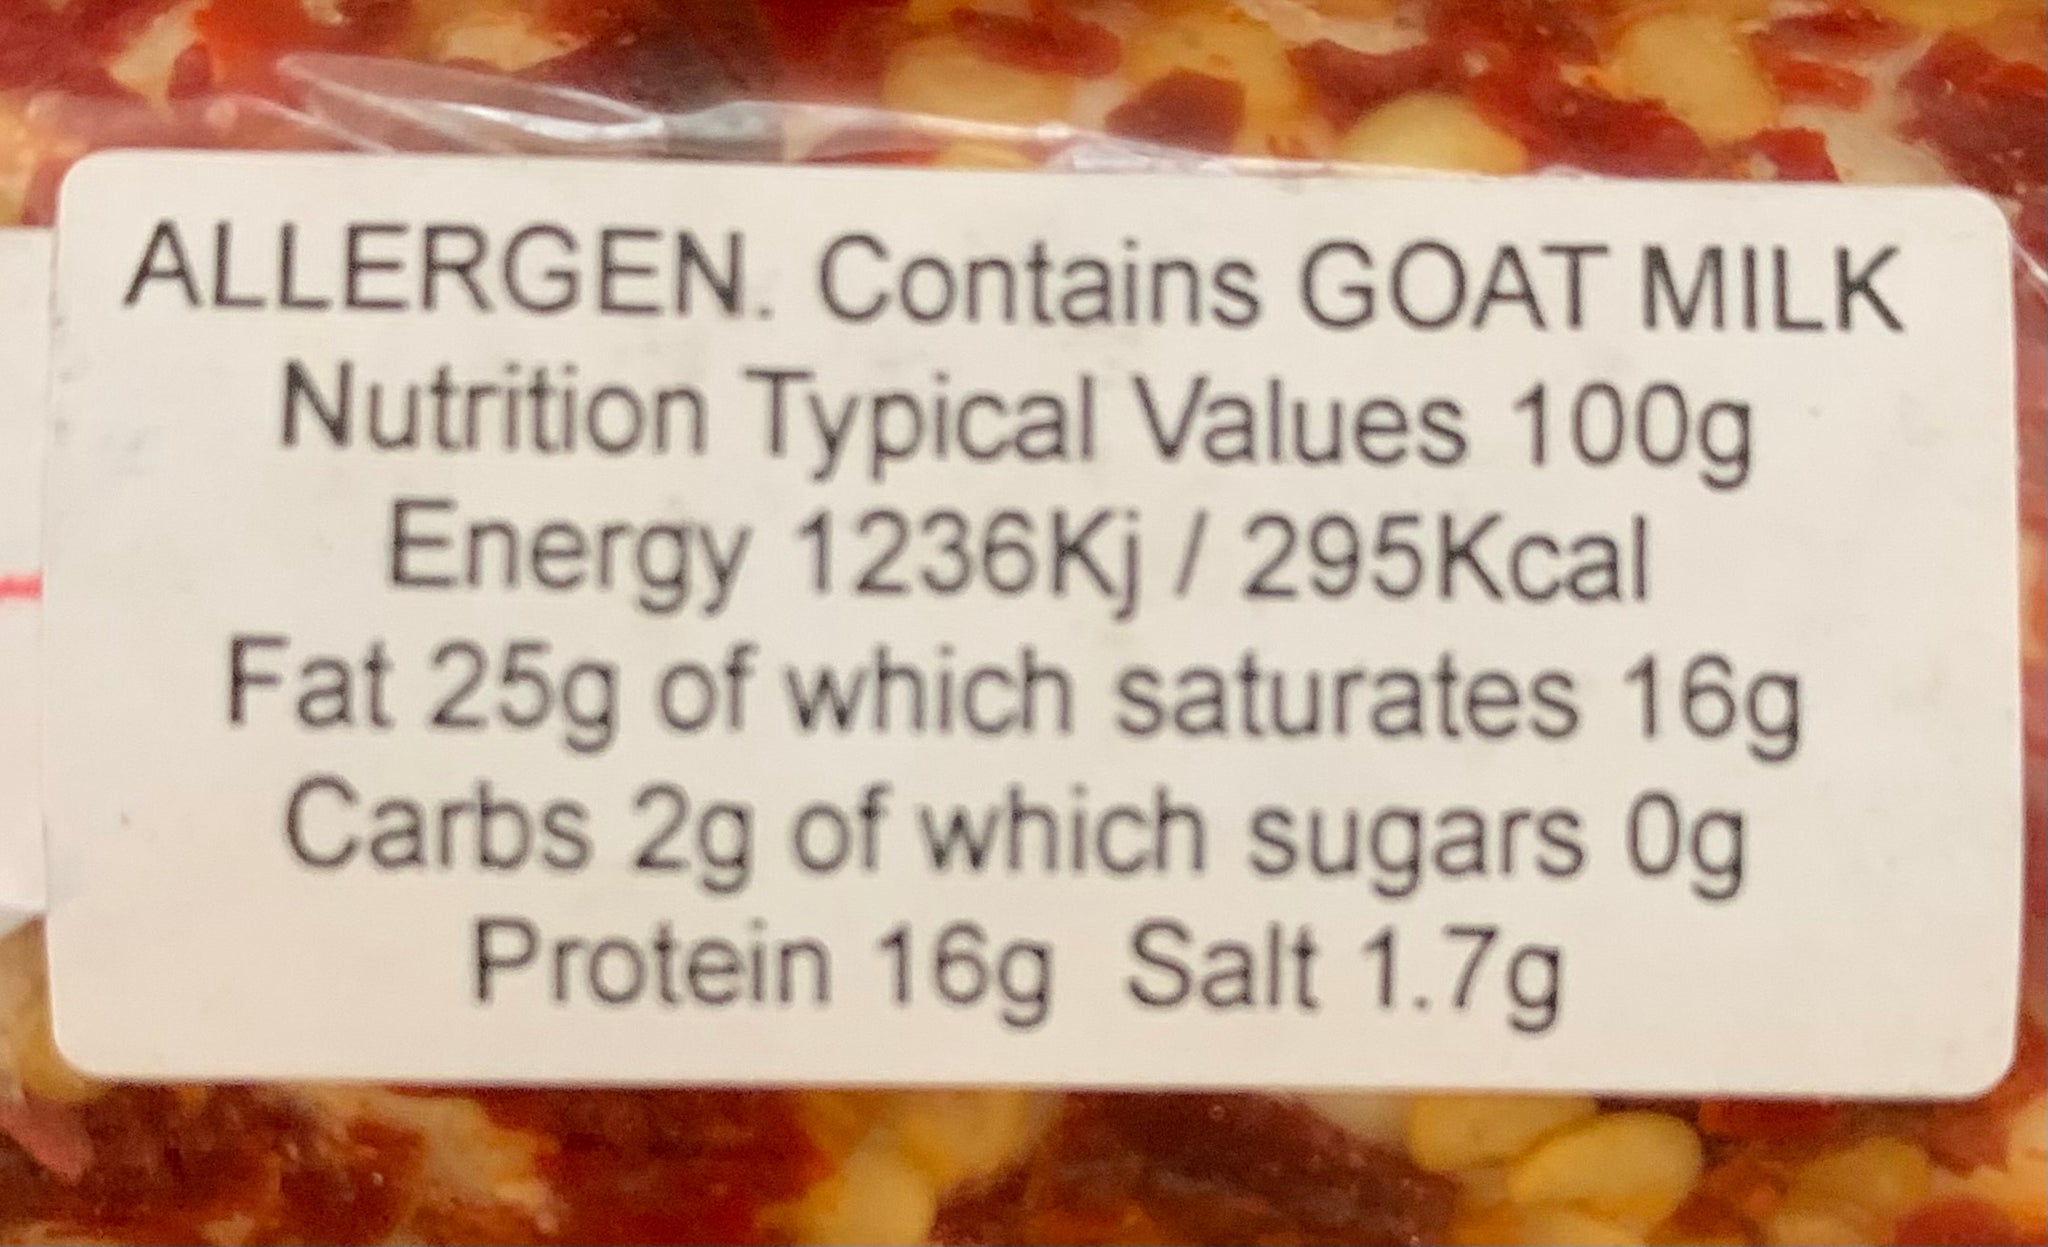 ALLERGEN. Contains GOAT MILK
Nutrition Typical Values 100g
Energy 1236Kj / 295Kcal
Fat 25g of which saturates 16g
Carbs 2g of which sugars 0g
Protein 16g Salt 1.7g